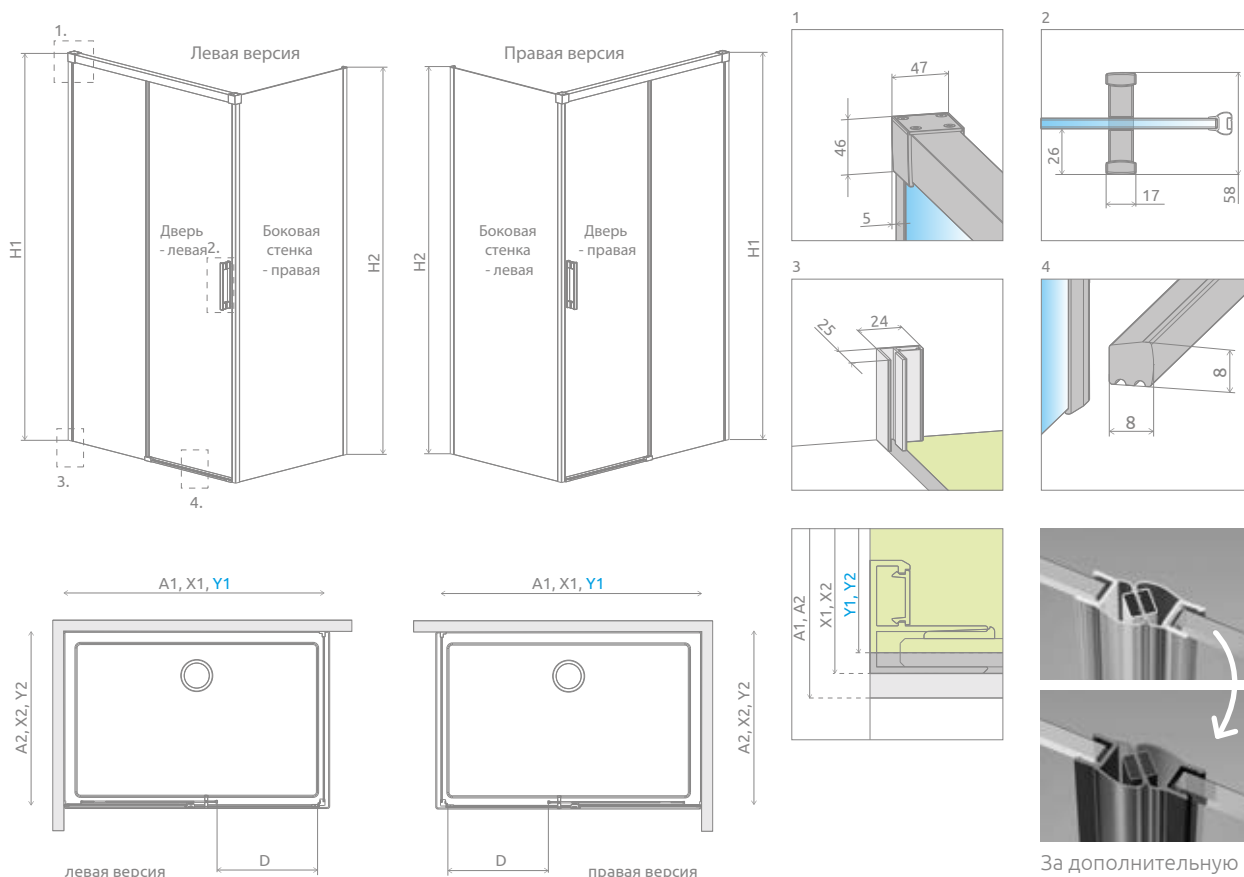 1.
Левая версия
H1
Дверь
- левая
2.
Боковая
стенка
- правая
H2
3.
4.
Правая версия
H2
Боковая
стенка
- левая
Дверь
- правая
H1
1
47
46
5
2
26
17
58
3
25
24
4
8
8
A1, X1, Y1
A2, X2, Y2
D
левая версия
A1, X1, Y1
A2, X2, Y2
D
правая версия
A1, A2
X1, X2
Y1, Y2
За дополнительную